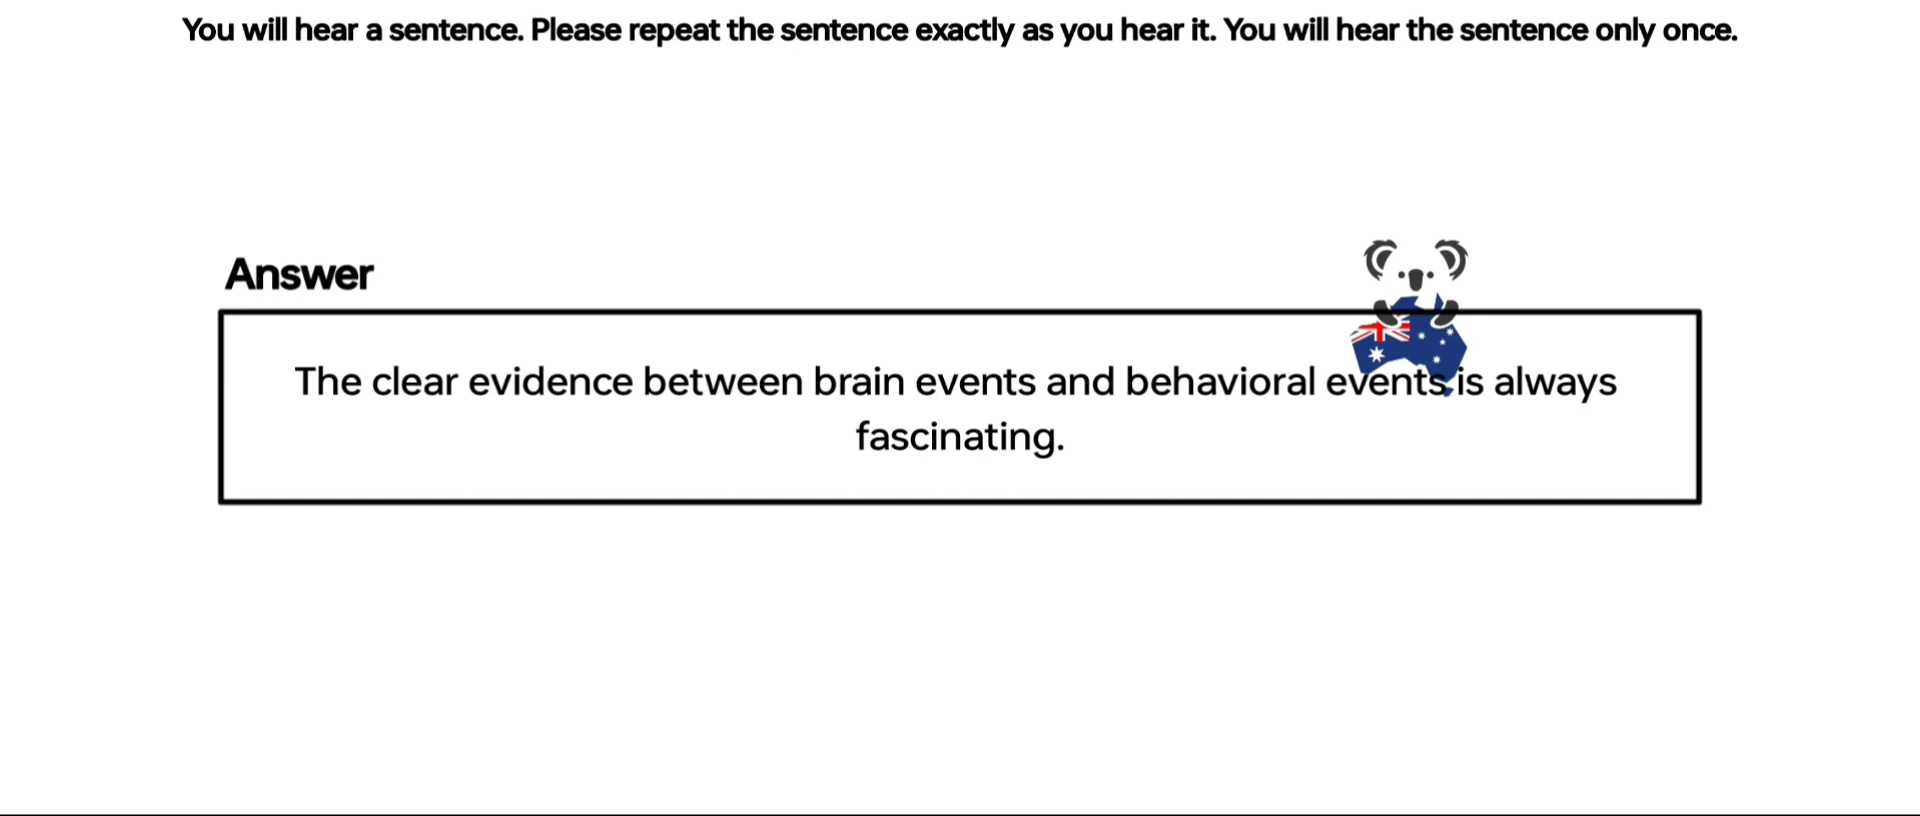 You will hear a sentence. Please repeat the sentence exactly as you hear it. You will hear the sentence only once.
Answer
The clear evidence between brain events and behavioral events is always
fascinating.